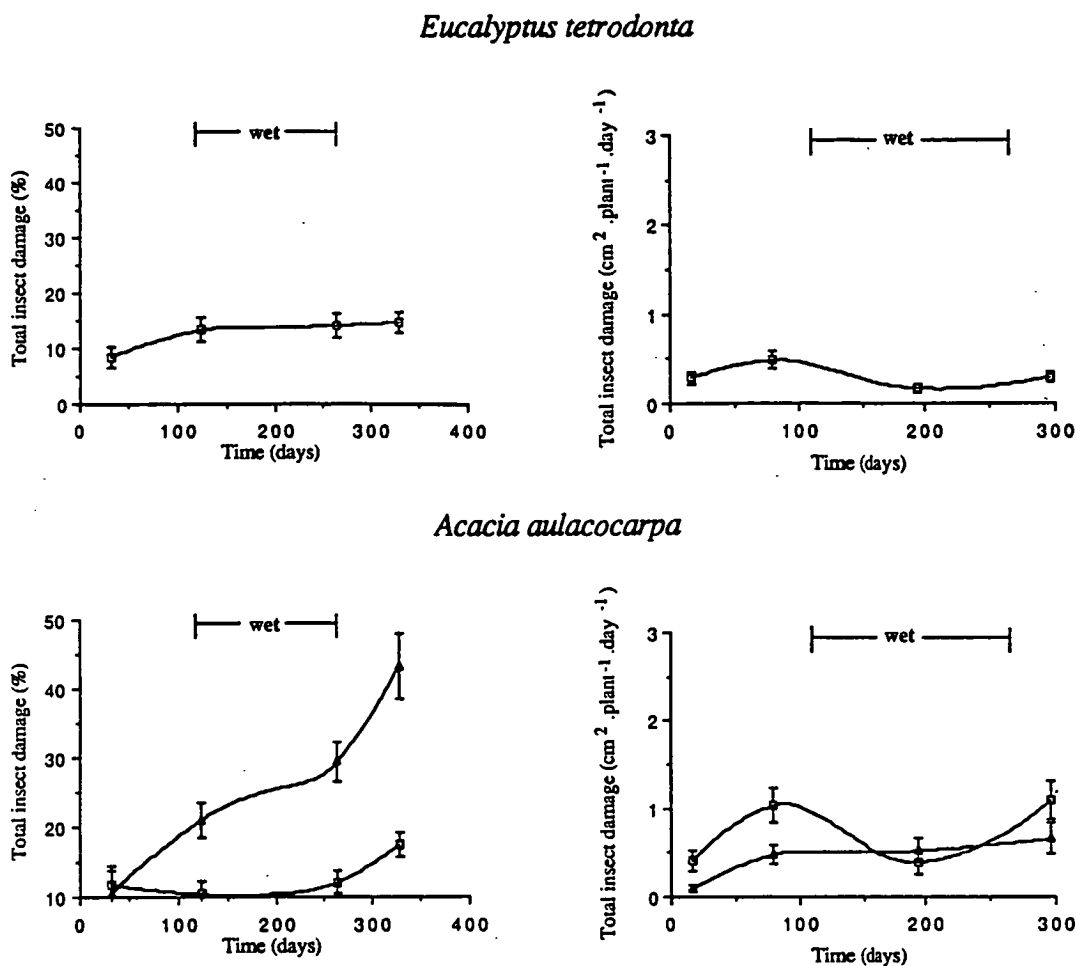 Eucalyptus tetrodonta
Total insect damage (%)
50
40
30
20
10
0
wet
0 100 200 300 400
Time (days)
Total insect damage (cm² .plant⁻¹ .day⁻¹)
3
2
1
0
wet
0 100 200 300
Time (days)
Acacia aulacocarpa
Total insect damage (%)
50
40
30
20
10
wet
0 100 200 300 400
Time (days)
Total insect damage (cm² .plant⁻¹ .day⁻¹)
3
2
1
0
wet
0 100 200 300
Time (days)